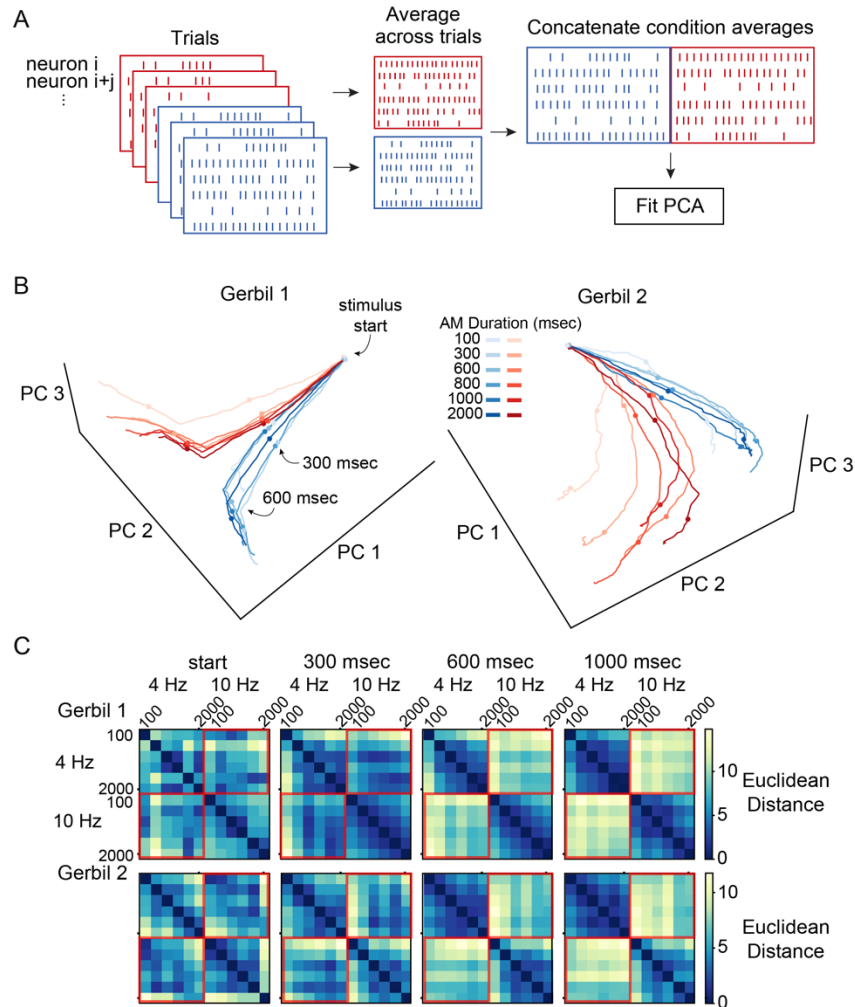 A
Trials
Average
across trials
Concatenate condition averages
neuron i
neuron i+j
⋮
Fit PCA
B
Gerbil 1
stimulus
start
Gerbil 2
AM Duration (msec)
100
300
600
800
1000
2000
PC 3
300 msec
600 msec
PC 2
PC 1
PC 1
PC 2
PC 3
C
start
300 msec
600 msec
1000 msec
4 Hz 10 Hz
4 Hz 10 Hz
4 Hz 10 Hz
4 Hz 10 Hz
Gerbil 1
100 2000 100 2000
100 2000 100 2000
100 2000 100 2000
100 2000 100 2000
100
4 Hz
2000
100
10 Hz
2000
10
5
0
Euclidean
Distance
Gerbil 2
10
5
0
Euclidean
Distance